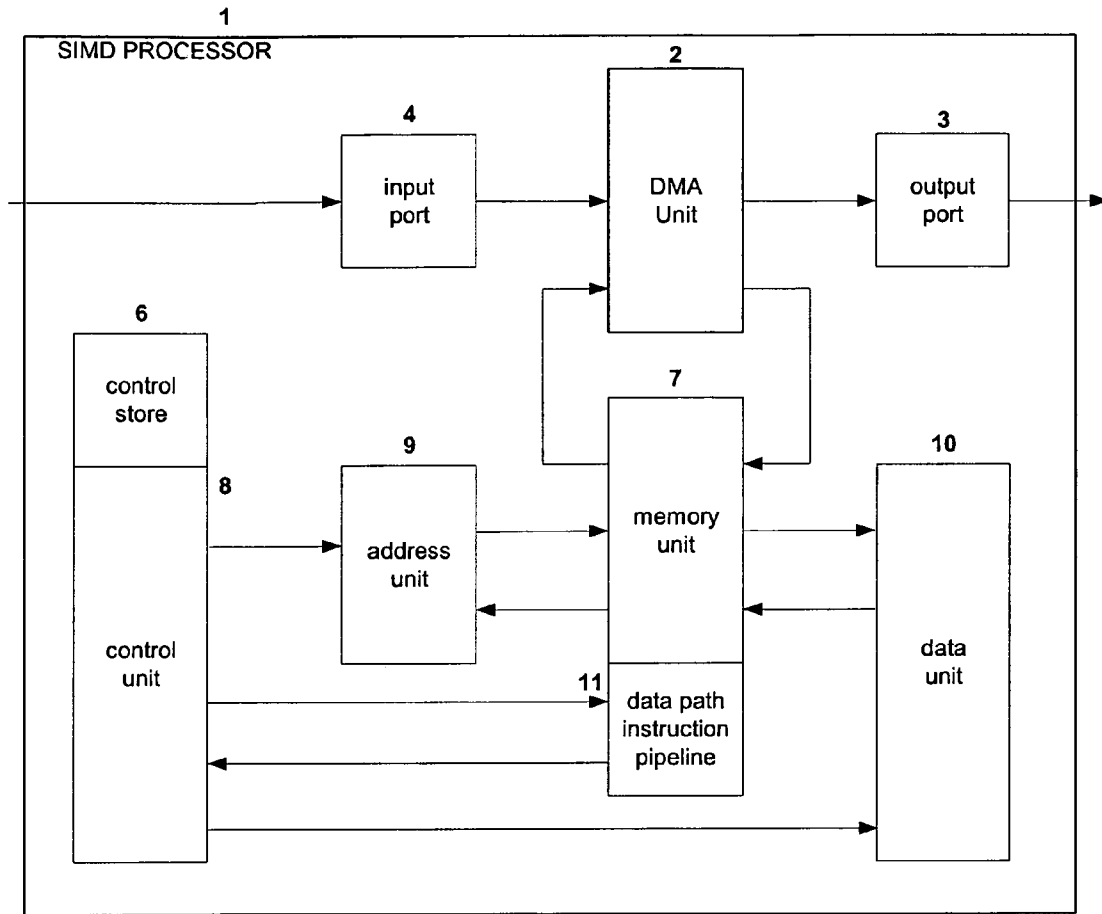 1
SIMD PROCESSOR
2
4
3
input
port
DMA
Unit
output
port
6
7
control
store
9
10
8
memory
unit
address
unit
control
unit
data
unit
11
data path
instruction
pipeline